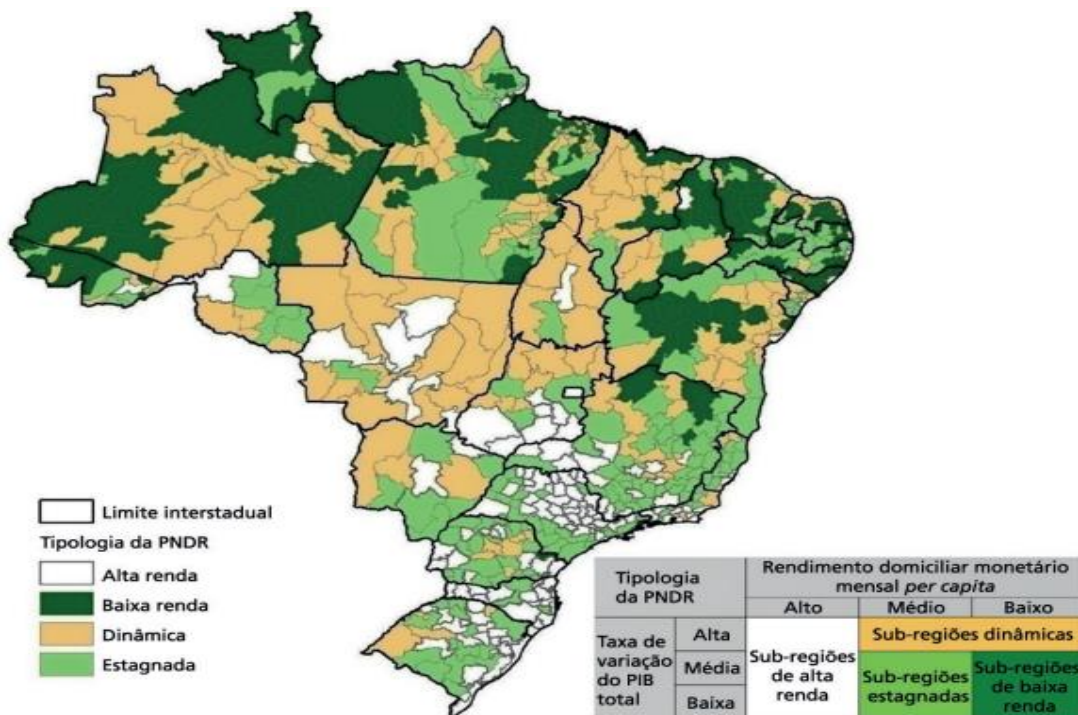 Limite interstadual
Tipologia da PNDR
Alta renda
Baixa renda
Dinâmica
Estagnada
Tipologia
da PNDR
Rendimento domiciliar monetário
mensal per capita
Alto
Médio
Baixo
Taxa de
variação
do PIB
total
Alta
Média
Baixa
Sub-regiões
de alta
renda
Sub-regiões dinâmicas
Sub-regiões
estagnadas
Sub-regiões
de baixa
renda